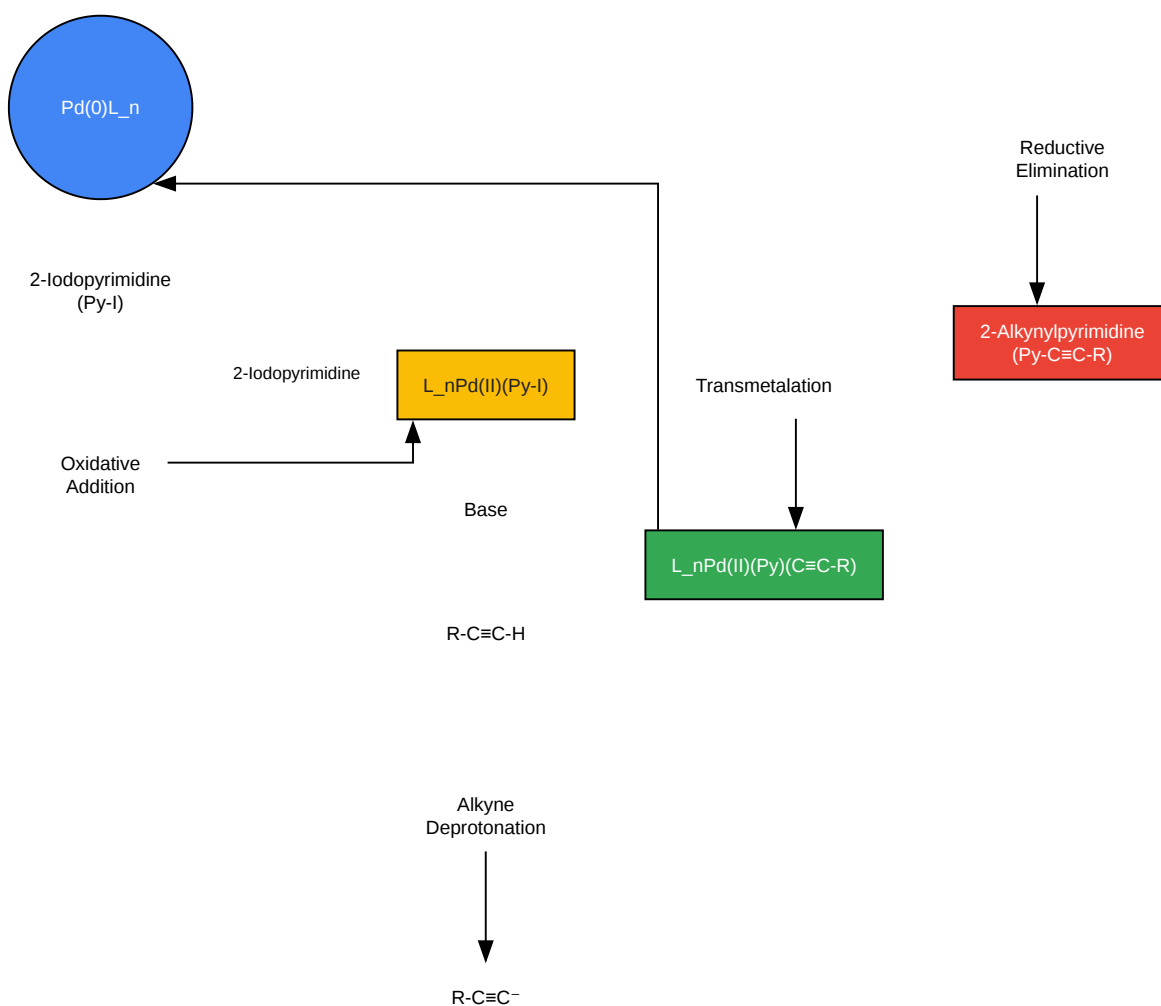 Pd(0)L_n
Reductive
Elimination
2-Iodopyrimidine
(Py-I)
2-Alkynylpyrimidine
(Py-C≡C-R)
2-Iodopyrimidine
L_nPd(II)(Py-I)
Transmetalation
Oxidative
Addition
Base
L_nPd(II)(Py)(C≡C-R)
R-C≡C-H
Alkyne
Deprotonation
R-C≡C⁻